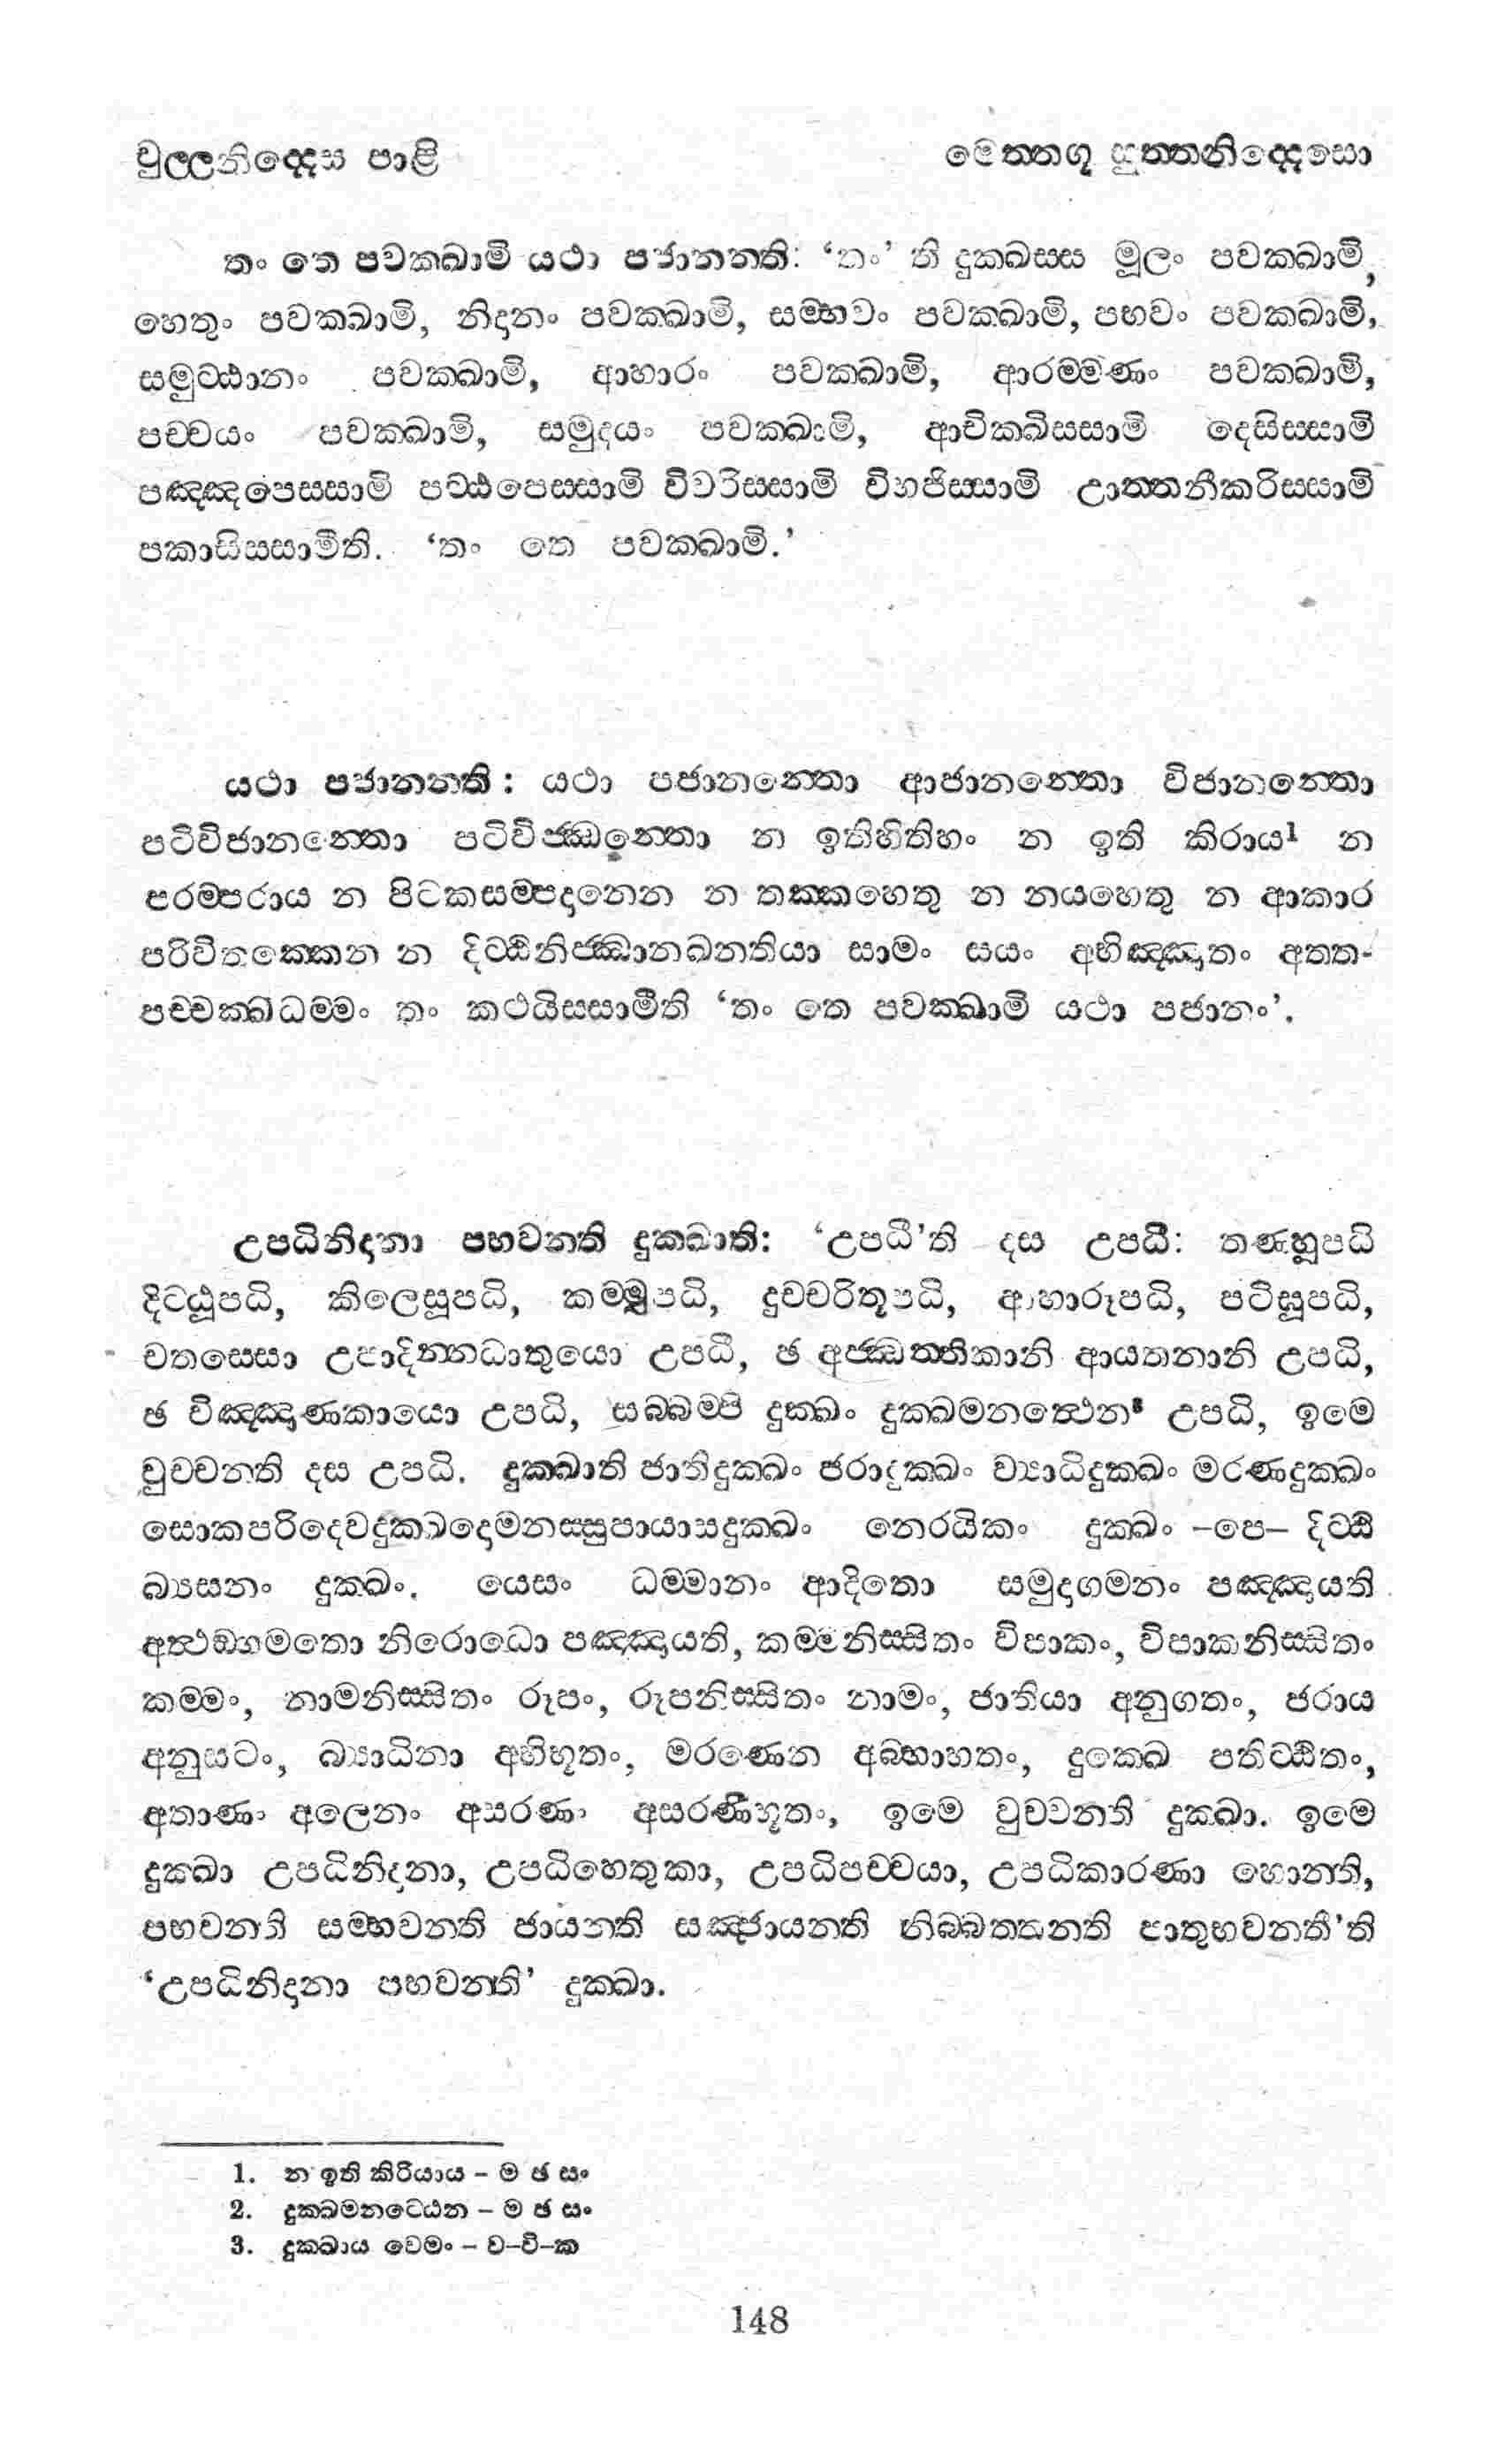 චුල්ලනිද්දෙස පාළි
මෙත්තගූ සුත්තනිද්දෙසො
තං තෙ පවක්ඛාමි යථා පජානන්ති: ‘තං’ ති දුක්ඛස්ස මූලං පවක්ඛාමි,
හෙතුං පවක්ඛාමි, නිදානං පවක්ඛාමි, සම්භවං පවක්ඛාමි, පභවං පවක්ඛාමි,
සමුට්ඨානං පවක්ඛාමි, ආහාරං පවක්ඛාමි, ආරම්මණං පවක්ඛාමි,
පච්චයං පවක්ඛාමි, සමුදයං පවක්ඛාමි, ආචික්ඛිස්සාමි දෙසිස්සාමි
පඤ්ඤපෙස්සාමි පට්ඨපෙස්සාමි විවරිස්සාමි විභජිස්සාමි උාත්තනීකරිස්සාමි
පකාසිස්සාමීති. ‘තං තෙ පවක්ඛාමි.’
යථා පජානන්ති: යථා පජානන්තො ආජානන්තො විජානන්තො
පටිවිජානන්තො පටිවිජ්ඣන්තො න ඉතිහිතිහං න ඉති කිරාය1 න
පරම්පරාය න පිටකසම්පදානෙන න තක්කහෙතු න නයහෙතු න ආකාර
පරිවිතක්කෙන න දිට්ඨිනිජ්ඣානඛන්තියා සාමං සයං අභිඤ්ඤාතං අත්ත-
පච්චක්ඛධම්මං තං කථයිස්සාමීති ‘තං තෙ පවක්ඛාමි යථා පජානං’.
උපධිනිදානා පභවන්ති දුක්ඛාති: ‘උපධී’ති දස උපධී: තණ්හූපධි
දිට්ඨූපධි, කිලෙසූපධි, කම්මූපධි, දුච්චරිතූපධි, ආහාරූපධි, පටිඝූපධි,
චතස්සො උපාදින්නධාතුයො උපධී, ඡ අජ්ඣත්තිකානි ආයතනානි උපධි,
ඡ විඤ්ඤාණකායො උපධි, සබ්බම්පි දුක්ඛං දුක්ඛමනත්ථෙන² උපධි, ඉමෙ
වුච්චන්ති දස උපධි. දුක්ඛාති ජාතිදුක්ඛං ජරාදුක්ඛං ව්‍යාධිදුක්ඛං මරණදුක්ඛං
සොකපරිදෙවදුක්ඛදොමනස්සුපායාසදුක්ඛං නෙරයිකං දුක්ඛං –පෙ– දිට්ඨි
බ්‍යසනං දුක්ඛං. යෙසං ධම්මානං ආදිතො සමුදාගමනං පඤ්ඤායති
අත්ථඞ්ගමතො නිරොධො පඤ්ඤායති, කම්මනිස්සිතං විපාකං, විපාකනිස්සිතං
කම්මං, නාමනිස්සිතං රූපං, රූපනිස්සිතං නාමං, ජාතියා අනුගතං, ජරාය
අනුසටං, බ්‍යාධිනා අභිභූතං, මරණෙන අබ්භාහතං, දුක්ඛෙ පතිට්ඨිතං,
අතාණං අලෙනං අසරණං අසරණීභූතං, ඉමෙ වුච්චන්ති දුක්ඛා. ඉමෙ
දුක්ඛා උපධිනිදානා, උපධිහෙතුකා, උපධිපච්චයා, උපධිකාරණා හොන්ති,
පභවන්ති සම්භවන්ති ජායන්ති සඤ්ජායන්ති නිබ්බත්තන්ති පාතුභවන්තී’ති
‘උපධිනිදානා පභවන්ති’ දුක්ඛා.
1. න ඉති කිරියාය – ම ඡ සං
2. දුක්ඛමනට්ඨෙන – ම ඡ සං
3. දුක්ඛාය වෙමං – ව–වි–ක
148